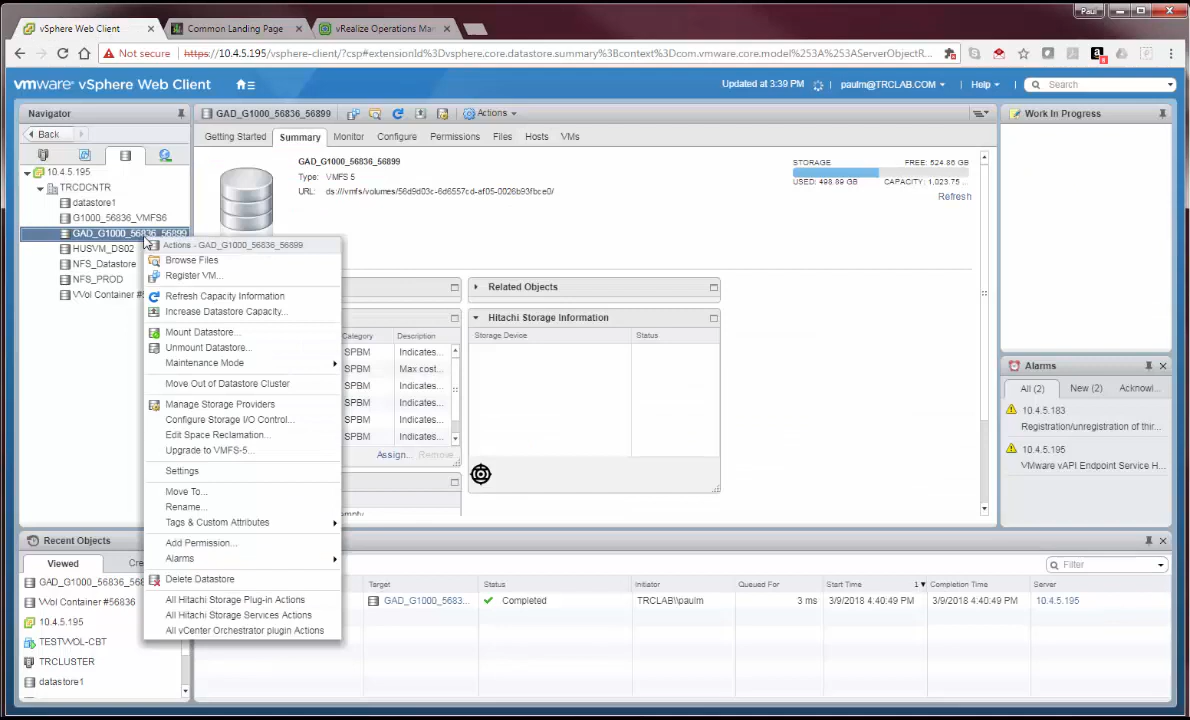 Paul
vSphere Web Client
Common Landing Page
vRealize Operations Ma
Not secure
https://10.4.5.195/vsphere-client/?csp#extensionId%3Dvsphere.core.datastore.summary%3Bcontext%3Dcom.vmware.core.model%253A%253AServerObjectR...
vmware® vSphere Web Client
Updated at 3:39 PM
paulm@TRCLAB.COM
Help
Search
Navigator
Back
10.4.5.195
TRCDCNTR
datastore1
G1000_56836_VMFS6
GAD_G1000_56836_56899
HUSVM_DS02
NFS_Datastore
NFS_PROD
VVol Container #5
GAD_G1000_56836_56899
Actions
Getting Started
Summary
Monitor
Configure
Permissions
Files
Hosts
VMs
GAD_G1000_56836_56899
Type: VMFS 5
URL: ds:///vmfs/volumes/56d9d03c-6d6557cd-af05-0026b93fbce0/
STORAGE
FREE: 524.86 GB
USED: 498.89 GB
CAPACITY: 1,023.75 ...
Refresh
Actions - GAD_G1000_56836_56899
Browse Files
Register VM...
Refresh Capacity Information
Increase Datastore Capacity...
Mount Datastore...
Unmount Datastore...
Maintenance Mode
Move Out of Datastore Cluster
Manage Storage Providers
Configure Storage I/O Control...
Edit Space Reclamation...
Upgrade to VMFS-5...
Settings
Move To...
Rename...
Tags & Custom Attributes
Add Permission...
Alarms
Delete Datastore
All Hitachi Storage Plug-in Actions
All Hitachi Storage Services Actions
All vCenter Orchestrator plugin Actions
Category
Description
SPBM
Indicates...
SPBM
Max cost...
SPBM
Indicates...
SPBM
Indicates...
SPBM
Indicates...
SPBM
Indicates...
Assign...
Remove...
empty
Related Objects
Hitachi Storage Information
Storage Device
Status
Work In Progress
Alarms
All (2)
New (2)
Acknowl...
10.4.5.183
Registration/unregistration of thir...
10.4.5.195
VMware vAPI Endpoint Service H...
Recent Objects
Viewed
Cre
GAD_G1000_56836_568
VVol Container #56836
10.4.5.195
TESTVVOL-CBT
TRCLUSTER
datastore1
Filter
Target
Status
Initiator
Queued For
Start Time
1
Completion Time
Server
GAD_G1000_5683...
Completed
TRCLAB\\paulm
3 ms
3/9/2018 4:40:49 PM
3/9/2018 4:40:49 PM
10.4.5.195